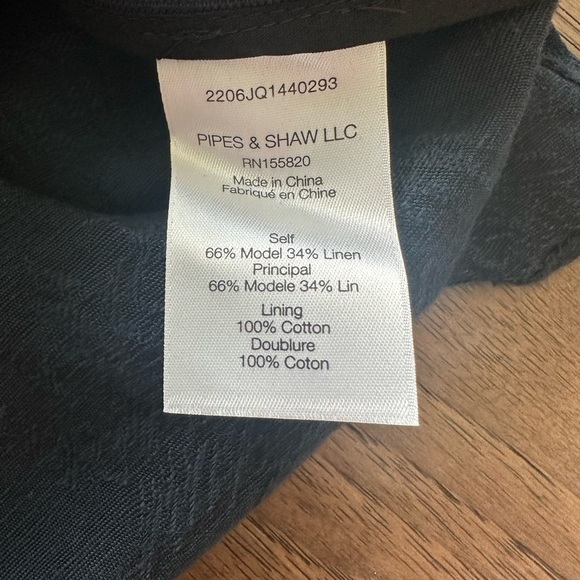 2206JQ1440293
PIPES & SHAW LLC
RN155820
Made in China
Fabriqué en Chine
Self
66% Model 34% Linen
Principal
66% Modele 34% Lin
Lining
100% Cotton
Doublure
100% Coton